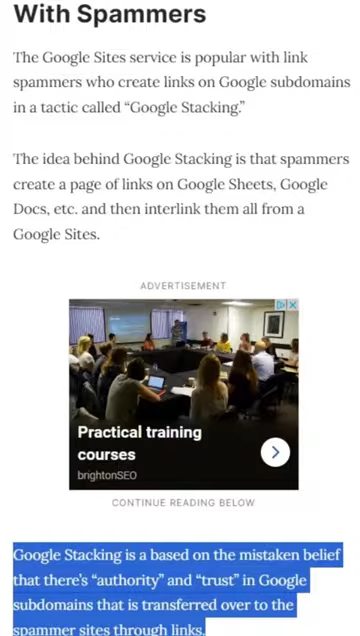 With Spammers
The Google Sites service is popular with link
spammers who create links on Google subdomains
in a tactic called “Google Stacking.”
The idea behind Google Stacking is that spammers
create a page of links on Google Sheets, Google
Docs, etc. and then interlink them all from a
Google Sites.
ADVERTISEMENT
Practical training
courses
brightonSEO
CONTINUE READING BELOW
Google Stacking is a based on the mistaken belief
that there’s “authority” and “trust” in Google
subdomains that is transferred over to the
spammer sites through links.